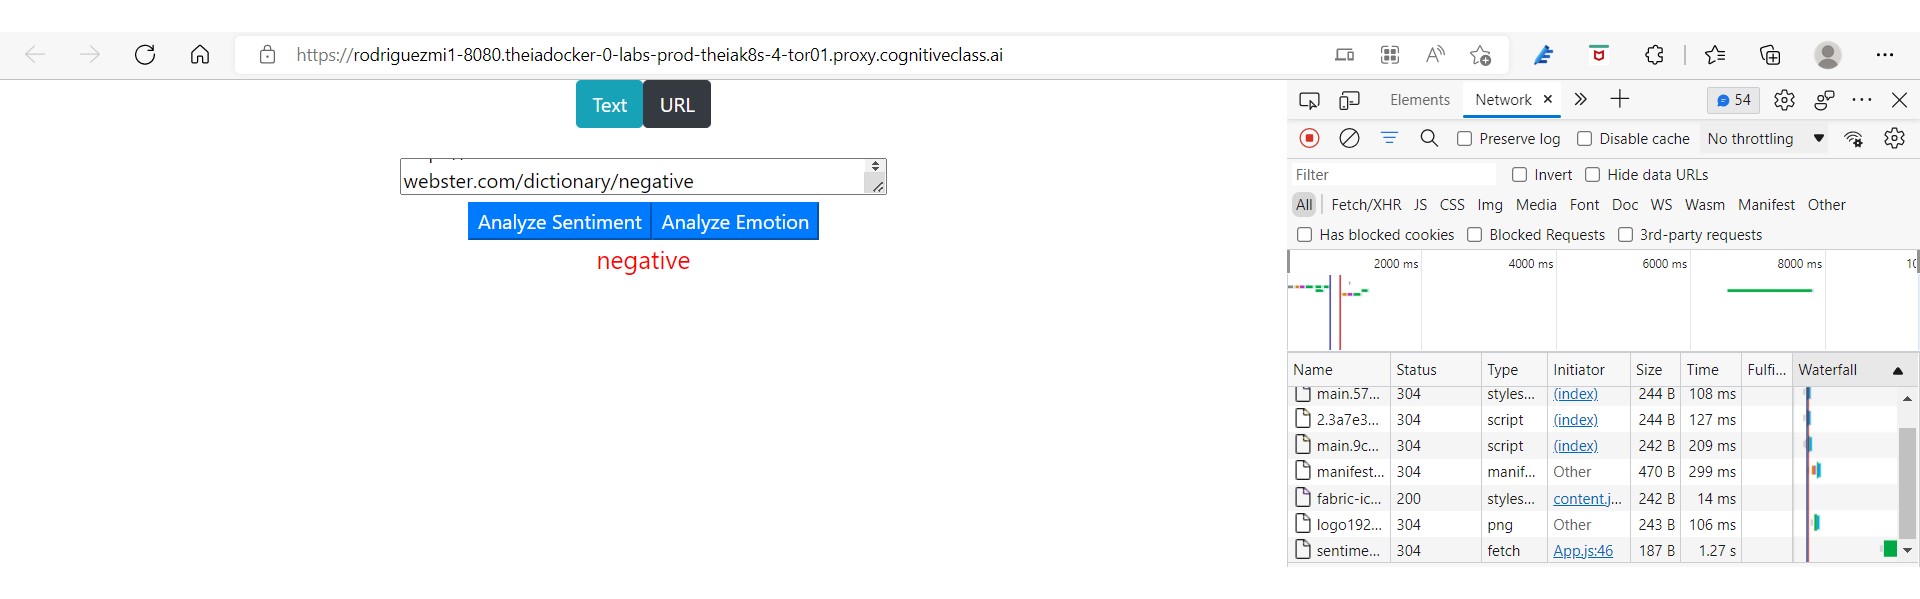 https://rodriguezmi1-8080.theiadocker-0-labs-prod-theiak8s-4-tor01.proxy.cognitiveclass.ai
Text URL
webster.com/dictionary/negative
Analyze Sentiment Analyze Emotion
negative
Elements Network 54
Preserve log Disable cache No throttling
Filter Invert Hide data URLs
All Fetch/XHR JS CSS Img Media Font Doc WS Wasm Manifest Other
Has blocked cookies Blocked Requests 3rd-party requests
2000 ms 4000 ms 6000 ms 8000 ms
Name Status Type Initiator Size Time Fulfi... Waterfall
main.57... 304 styles... (index) 244 B 108 ms
2.3a7e3... 304 script (index) 244 B 127 ms
main.9c... 304 script (index) 242 B 209 ms
manifest... 304 manif... Other 470 B 299 ms
fabric-ic... 200 styles... content.j... 242 B 14 ms
logo192... 304 png Other 243 B 106 ms
sentime... 304 fetch App.js:46 187 B 1.27 s